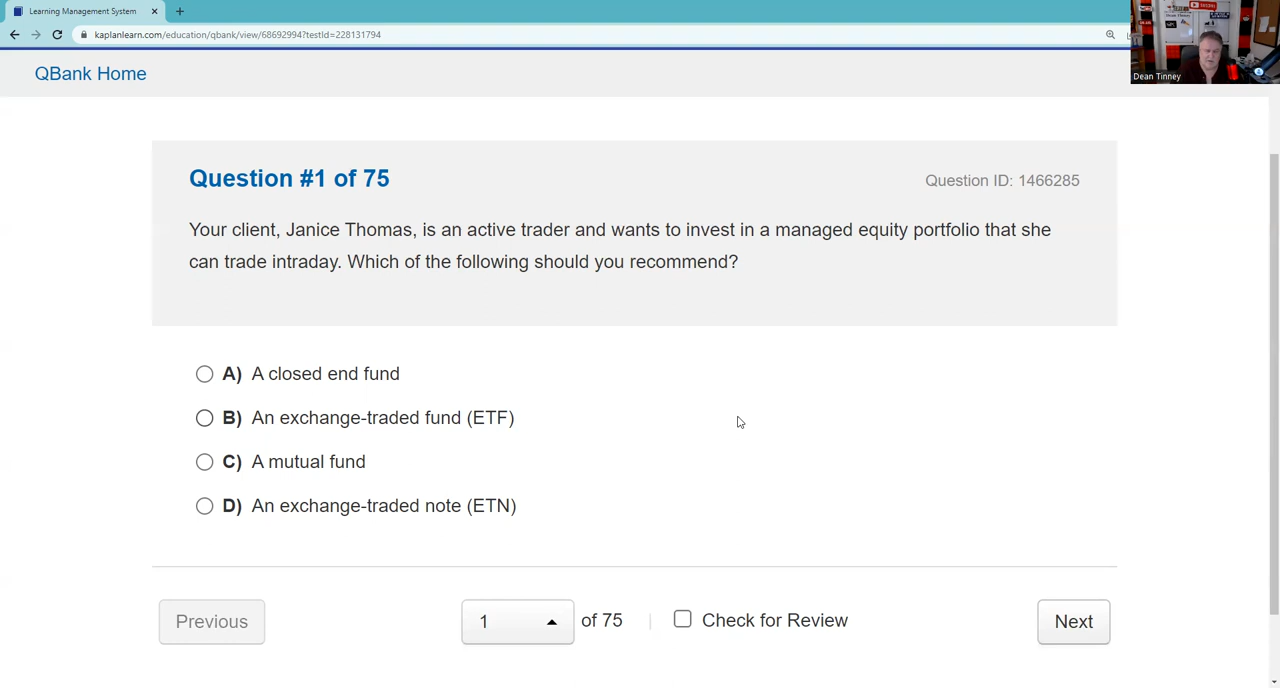 Learning Management System
kaplanlearn.com/education/qbank/view/68692994?testId=228131794
Dean Tinney
QBank Home
Question #1 of 75
Question ID: 1466285
Your client, Janice Thomas, is an active trader and wants to invest in a managed equity portfolio that she
can trade intraday. Which of the following should you recommend?
A) A closed end fund
B) An exchange-traded fund (ETF)
C) A mutual fund
D) An exchange-traded note (ETN)
Previous
1
of 75
Check for Review
Next